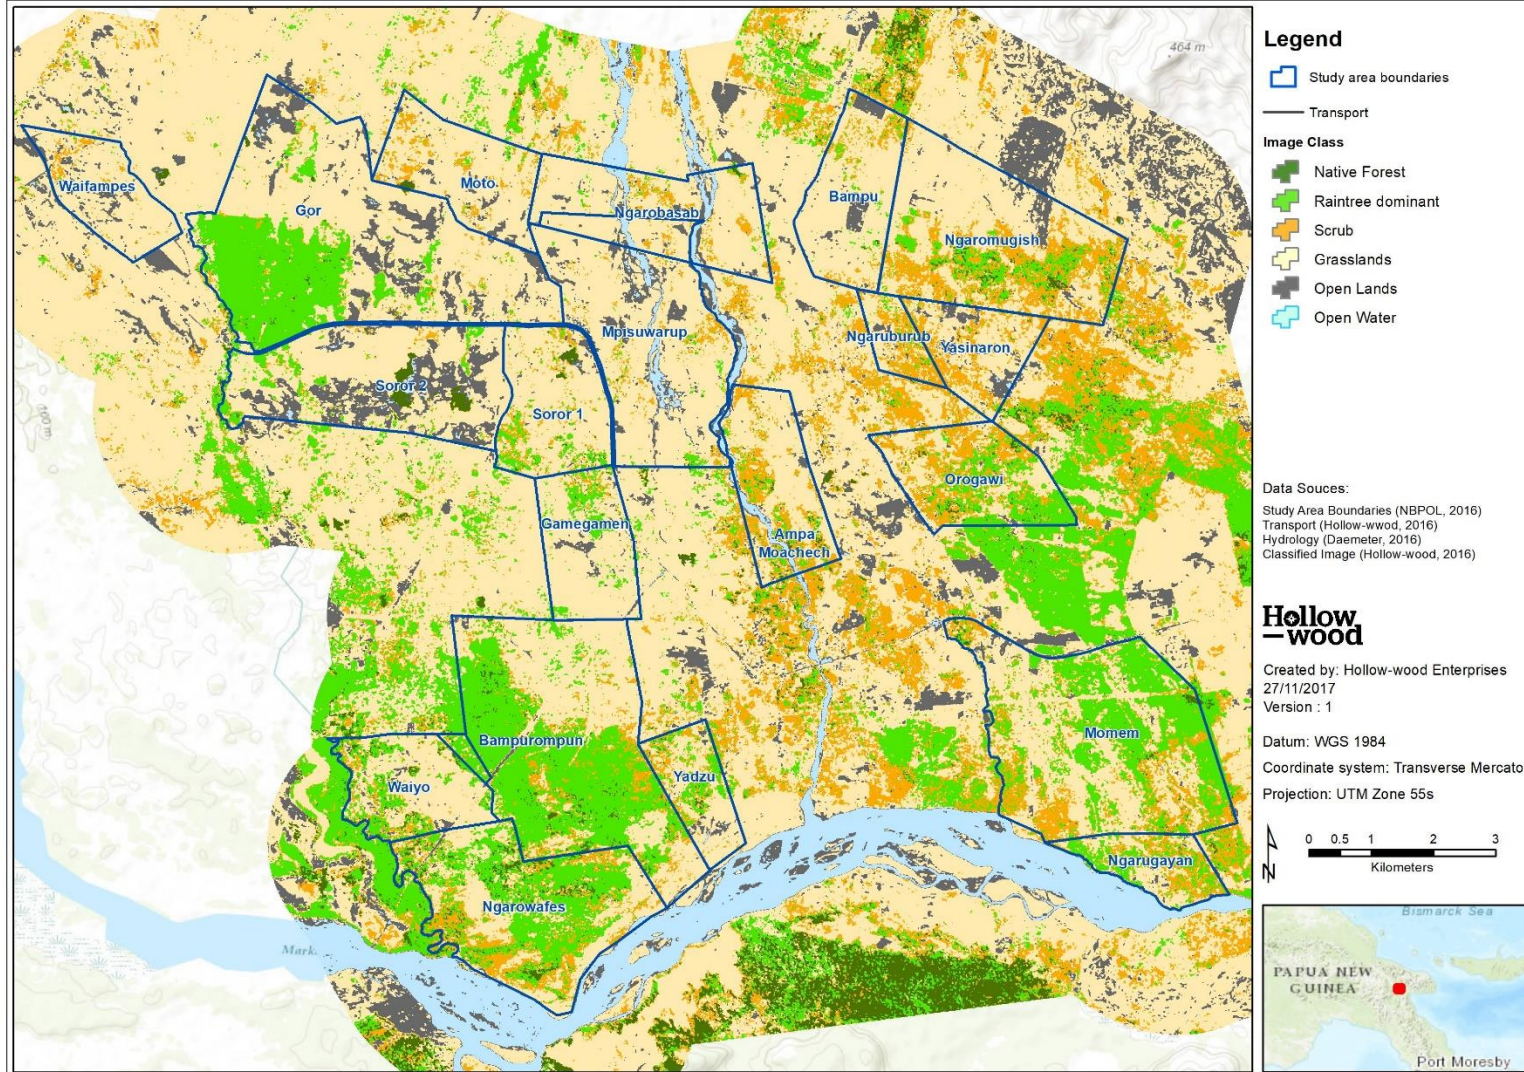 464 m
Waifampes
Gor
Moto
Ngarobasab
Bampu
Ngaromugish
Mpisuwarup
Ngaruburub
Yasinaron
Soror 2
Soror 1
Orogawi
Gamegamen
Ampa
Moachech
Bampurompun
Yadzu
Waiyo
Momem
Ngarowafes
Ngarugayan
Mark.
Legend
Study area boundaries
Transport
Image Class
Native Forest
Raintree dominant
Scrub
Grasslands
Open Lands
Open Water
Data Souces:
Study Area Boundaries (NBPOL, 2016)
Transport (Hollow-wwod, 2016)
Hydrology (Daemeter, 2016)
Classified Image (Hollow-wood, 2016)
Hollow
—wood
Created by: Hollow-wood Enterprises
27/11/2017
Version : 1
Datum: WGS 1984
Coordinate system: Transverse Mercato
Projection: UTM Zone 55s
N
0 0.5 1 2 3
Kilometers
Bismarck Sea
PAPUA NEW
GUINEA
Port Moresby